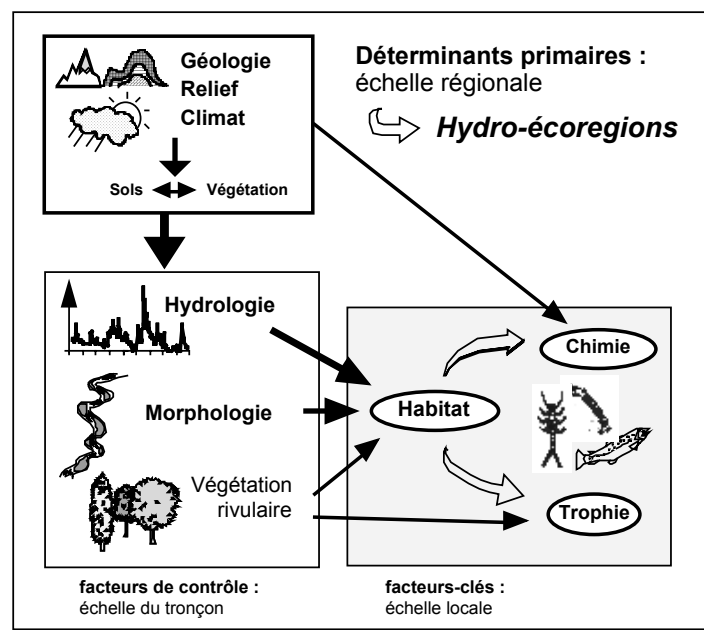 Géologie
Relief
Climat
Sols
Végétation
Déterminants primaires :
échelle régionale
Hydro-écoregions
Hydrologie
Morphologie
Végétation
rivulaire
Habitat
Chimie
Trophie
facteurs de contrôle :
échelle du tronçon
facteurs-clés :
échelle locale